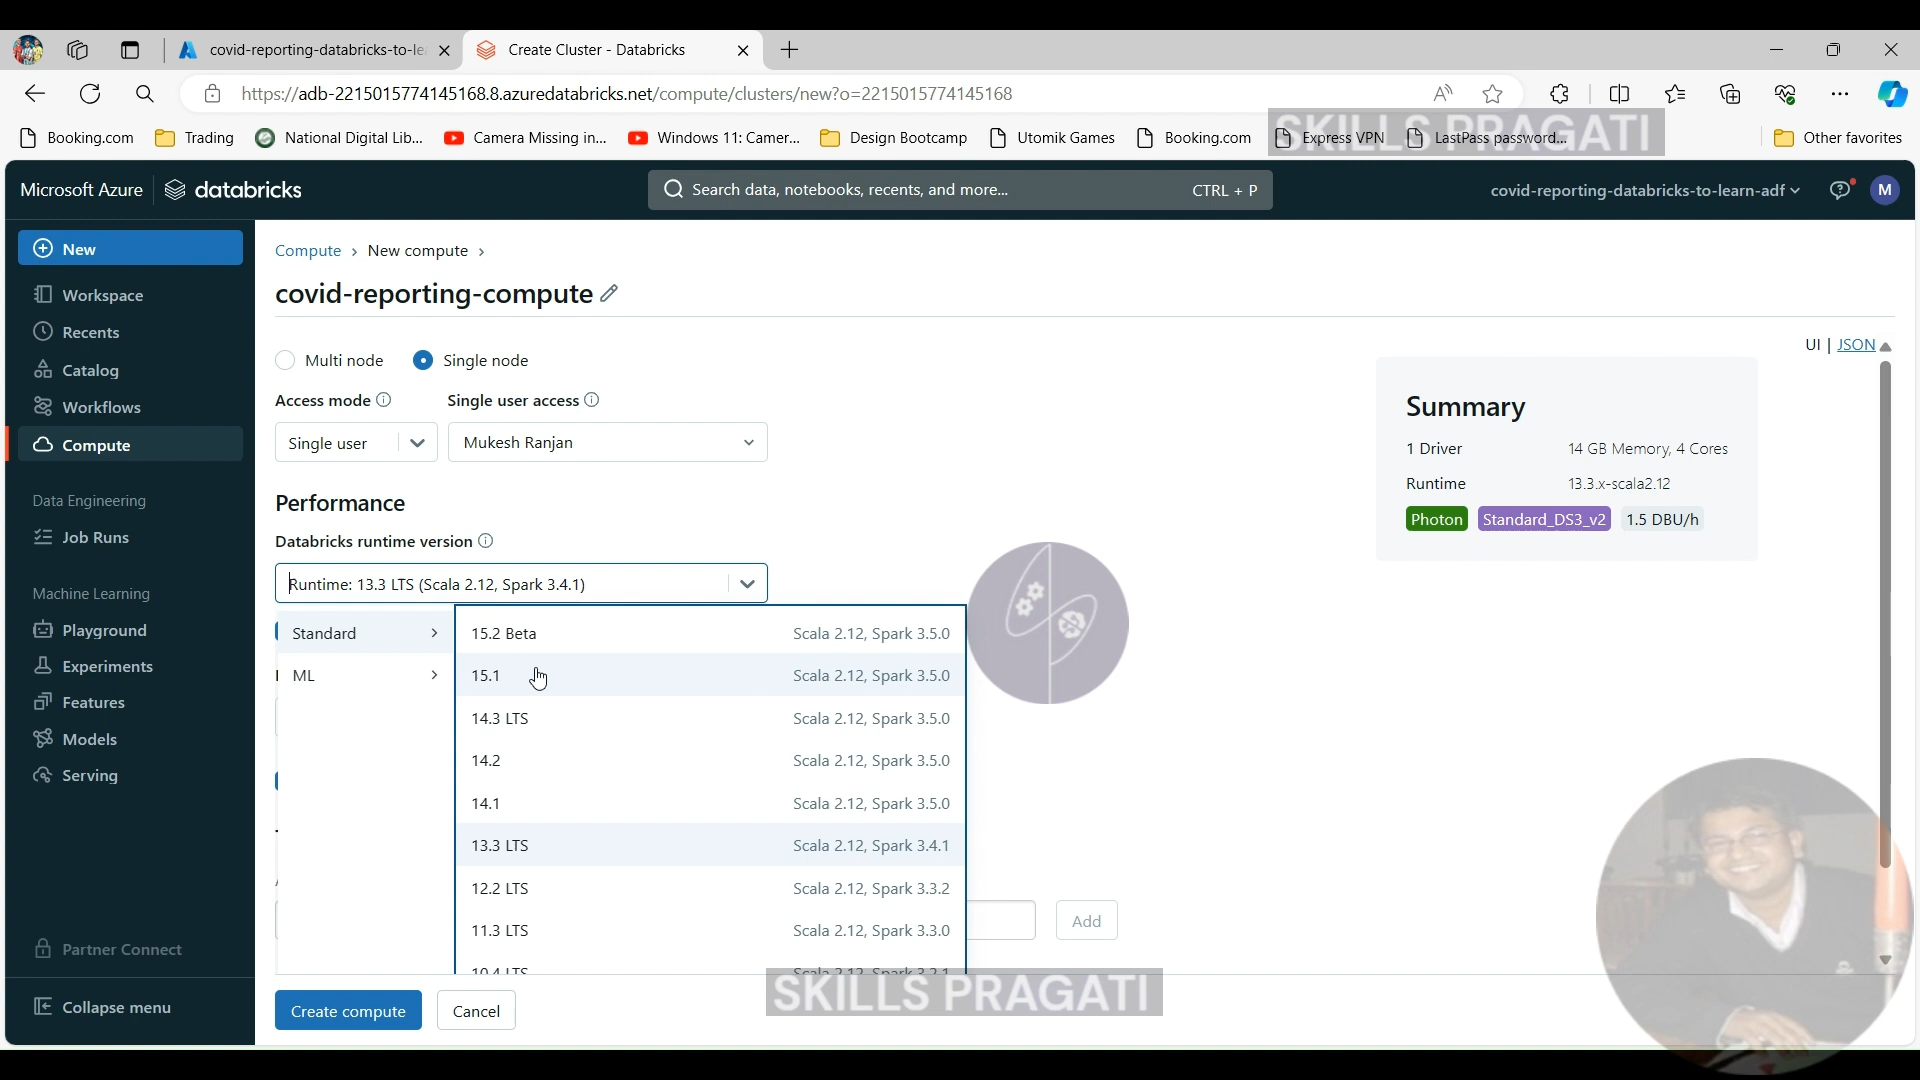 covid-reporting-databricks-to-le
Create Cluster - Databricks
https://adb-2215015774145168.8.azuredatabricks.net/compute/clusters/new?o=2215015774145168
Booking.com
Trading
National Digital Lib...
Camera Missing in...
Windows 11: Camer...
Design Bootcamp
Utomik Games
Booking.com
Express VPN
LastPass password...
Other favorites
SKILLS PRAGATI
Microsoft Azure
databricks
Search data, notebooks, recents, and more...
CTRL + P
covid-reporting-databricks-to-learn-adf
M
New
Workspace
Recents
Catalog
Workflows
Compute
Data Engineering
Job Runs
Machine Learning
Playground
Experiments
Features
Models
Serving
Partner Connect
Collapse menu
Compute > New compute >
covid-reporting-compute
UI | JSON
Multi node
Single node
Access mode
Single user access
Single user
Mukesh Ranjan
Performance
Databricks runtime version
Runtime: 13.3 LTS (Scala 2.12, Spark 3.4.1)
Standard
ML
15.2 Beta Scala 2.12, Spark 3.5.0
15.1 Scala 2.12, Spark 3.5.0
14.3 LTS Scala 2.12, Spark 3.5.0
14.2 Scala 2.12, Spark 3.5.0
14.1 Scala 2.12, Spark 3.5.0
13.3 LTS Scala 2.12, Spark 3.4.1
12.2 LTS Scala 2.12, Spark 3.3.2
11.3 LTS Scala 2.12, Spark 3.3.0
10.4 LTS Scala 2.12, Spark 3.2.1
Add
Summary
1 Driver 14 GB Memory, 4 Cores
Runtime 13.3.x-scala2.12
Photon Standard_DS3_v2 1.5 DBU/h
Create compute
Cancel
SKILLS PRAGATI